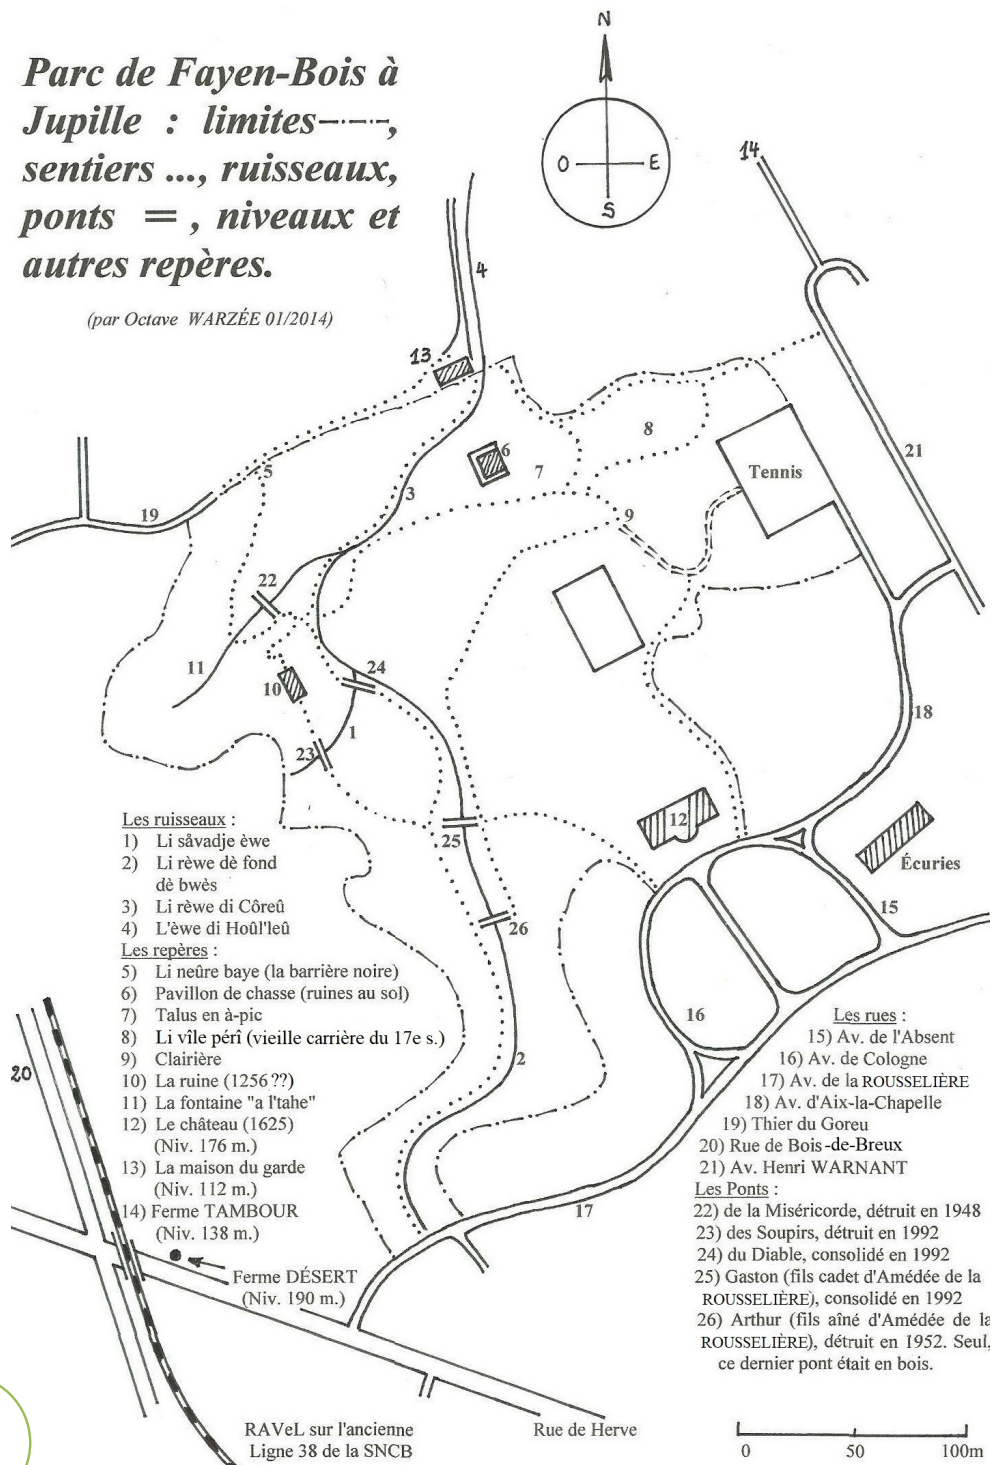 Parc de Fayen-Bois à
Jupille : limites-·-·-·-,
sentiers ..., ruisseaux,
ponts = , niveaux et
autres repères.
(par Octave WARZÉE 01/2014)
N
O E
S
14
4
13
5
6
8
7
Tennis
21
3
19
9
22
11
10
24
1
23
18
12
25
Écuries
15
26
16
2
17
20
Les ruisseaux :
1) Li såvadje èwe
2) Li rèwe dè fond
dè bwès
3) Li rèwe di Côreû
4) L'èwe di Hoûl'leû
Les repères :
5) Li neûre baye (la barrière noire)
6) Pavillon de chasse (ruines au sol)
7) Talus en à-pic
8) Li vîle pérî (vieille carrière du 17e s.)
9) Clairière
10) La ruine (1256 ??)
11) La fontaine "a l'tahe"
12) Le château (1625)
(Niv. 176 m.)
13) La maison du garde
(Niv. 112 m.)
14) Ferme TAMBOUR
(Niv. 138 m.)
Ferme DÉSERT
(Niv. 190 m.)
Les rues :
15) Av. de l'Absent
16) Av. de Cologne
17) Av. de la ROUSSELIÈRE
18) Av. d'Aix-la-Chapelle
19) Thier du Goreu
20) Rue de Bois-de-Breux
21) Av. Henri WARNANT
Les Ponts :
22) de la Miséricorde, détruit en 1948
23) des Soupirs, détruit en 1992
24) du Diable, consolidé en 1992
25) Gaston (fils cadet d'Amédée de la
ROUSSELIÈRE), consolidé en 1992
26) Arthur (fils aîné d'Amédée de la
ROUSSELIÈRE), détruit en 1952. Seul,
ce dernier pont était en bois.
RAVeL sur l'ancienne
Ligne 38 de la SNCB
Rue de Herve
0 50 100m